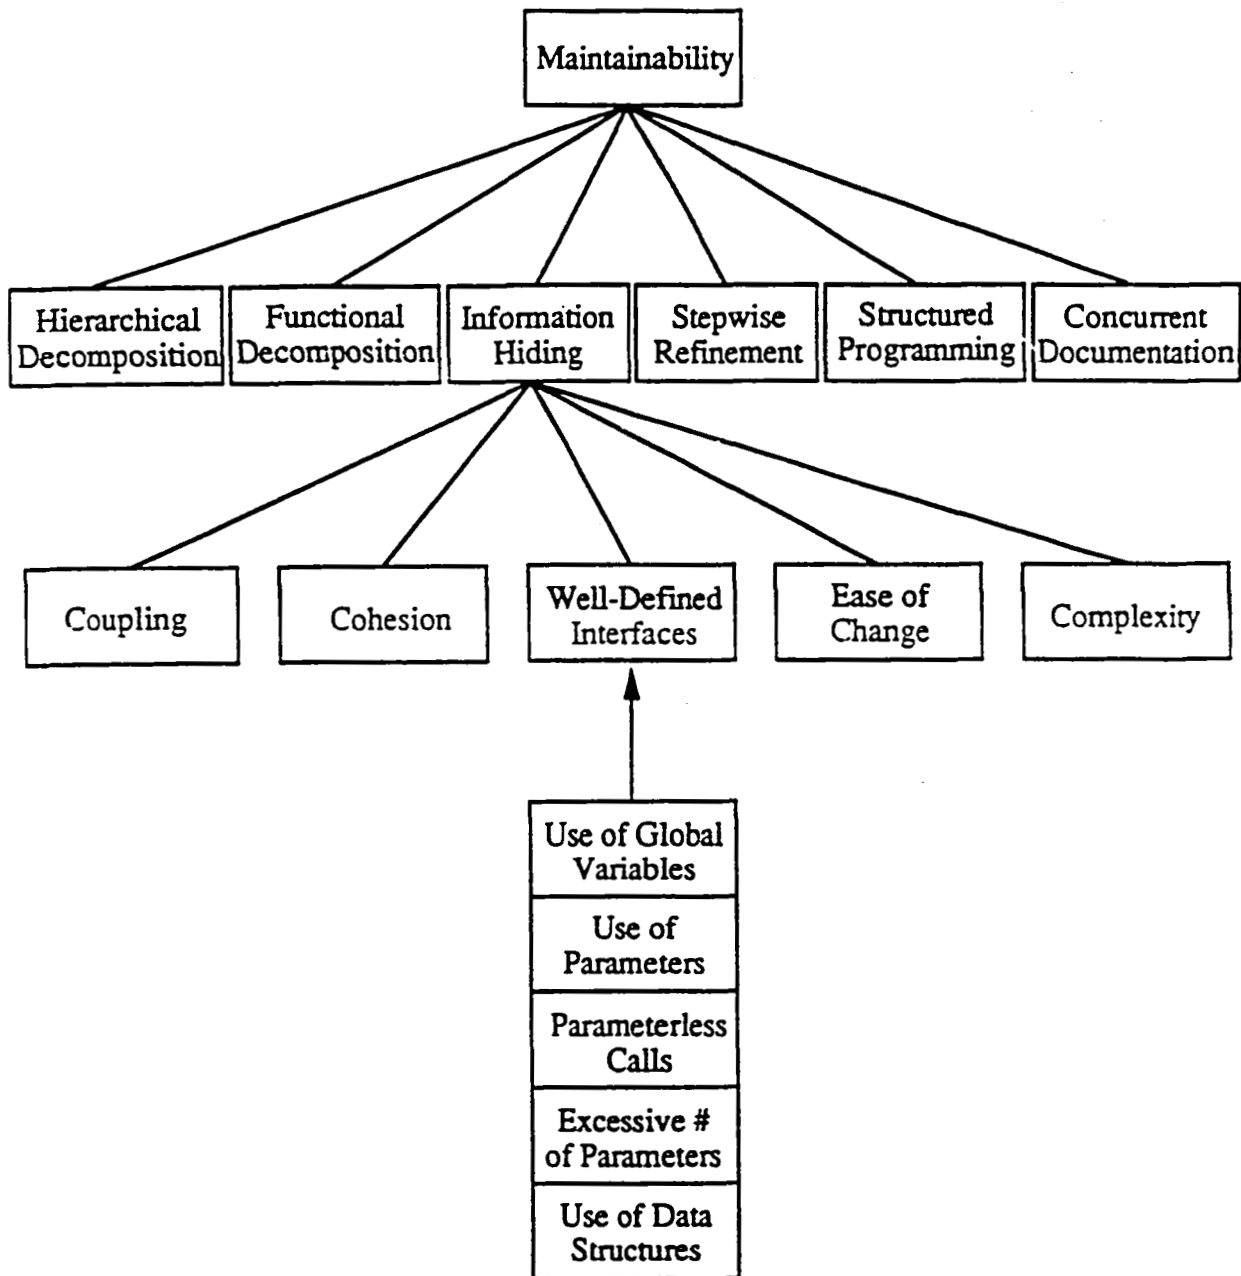 Maintainability
Hierarchical
Decomposition
Functional
Decomposition
Information
Hiding
Stepwise
Refinement
Structured
Programming
Concurrent
Documentation
Coupling
Cohesion
Well-Defined
Interfaces
Ease of
Change
Complexity
Use of Global
Variables
Use of
Parameters
Parameterless
Calls
Excessive #
of Parameters
Use of Data
Structures